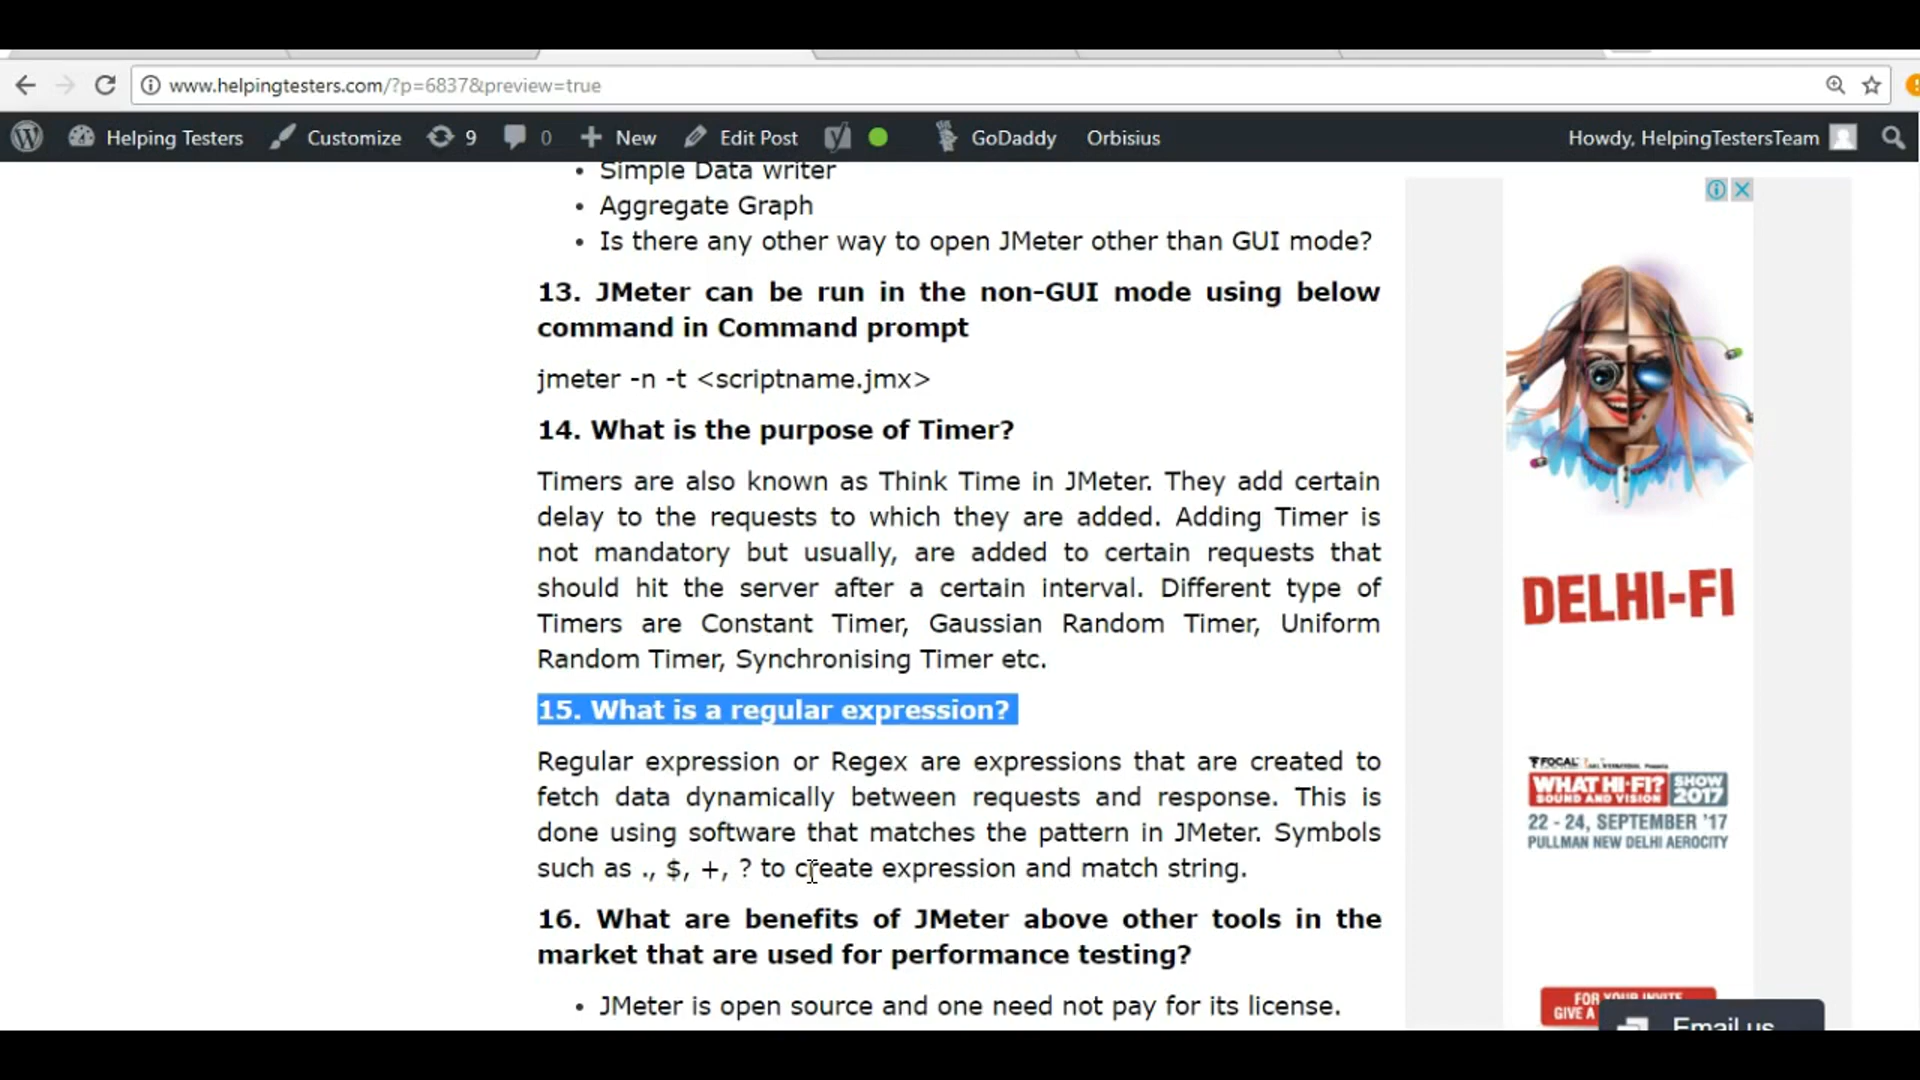 www.helpingtesters.com/?p=6837&preview=true
Helping Testers Customize 9 0 New Edit Post GoDaddy Orbisius Howdy, HelpingTestersTeam
• Simple Data writer
• Aggregate Graph
• Is there any other way to open JMeter other than GUI mode?
13. JMeter can be run in the non-GUI mode using below
command in Command prompt
jmeter -n -t <scriptname.jmx>
14. What is the purpose of Timer?
Timers are also known as Think Time in JMeter. They add certain
delay to the requests to which they are added. Adding Timer is
not mandatory but usually, are added to certain requests that
should hit the server after a certain interval. Different type of
Timers are Constant Timer, Gaussian Random Timer, Uniform
Random Timer, Synchronising Timer etc.
15. What is a regular expression?
Regular expression or Regex are expressions that are created to
fetch data dynamically between requests and response. This is
done using software that matches the pattern in JMeter. Symbols
such as ., $, +, ? to create expression and match string.
16. What are benefits of JMeter above other tools in the
market that are used for performance testing?
• JMeter is open source and one need not pay for its license.
DELHI-FI
FOCAL
WHAT HI-FI?
SOUND AND VISION
SHOW
2017
22 - 24, SEPTEMBER '17
PULLMAN NEW DELHI AEROCITY
FOR YOUR INVITE
GIVE A
Email us